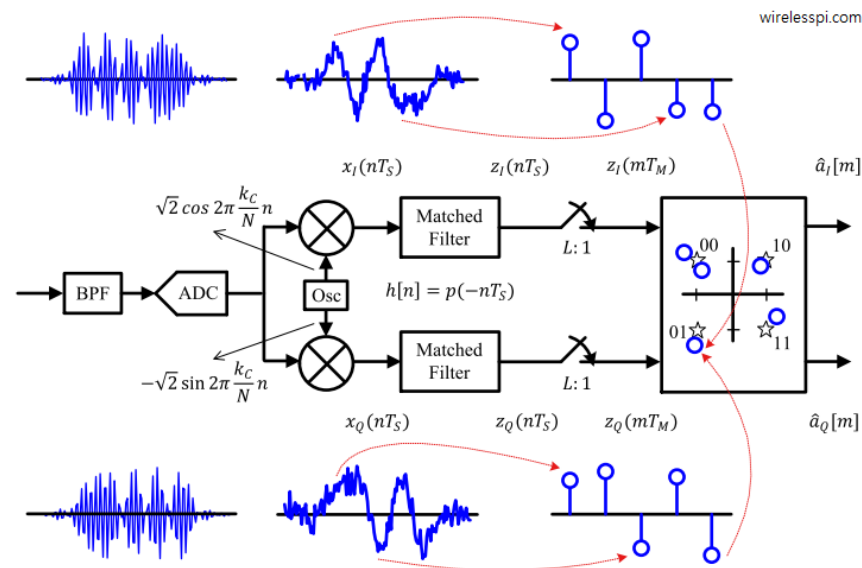 wirelesspi.com
x_I(nT_S)
z_I(nT_S)
z_I(mT_M)
â_I[m]
√2 cos 2π k_C/N n
Matched
Filter
L: 1
00
10
BPF
ADC
Osc
h[n] = p(−nT_S)
01
11
−√2 sin 2π k_C/N n
Matched
Filter
L: 1
x_Q(nT_S)
z_Q(nT_S)
z_Q(mT_M)
â_Q[m]